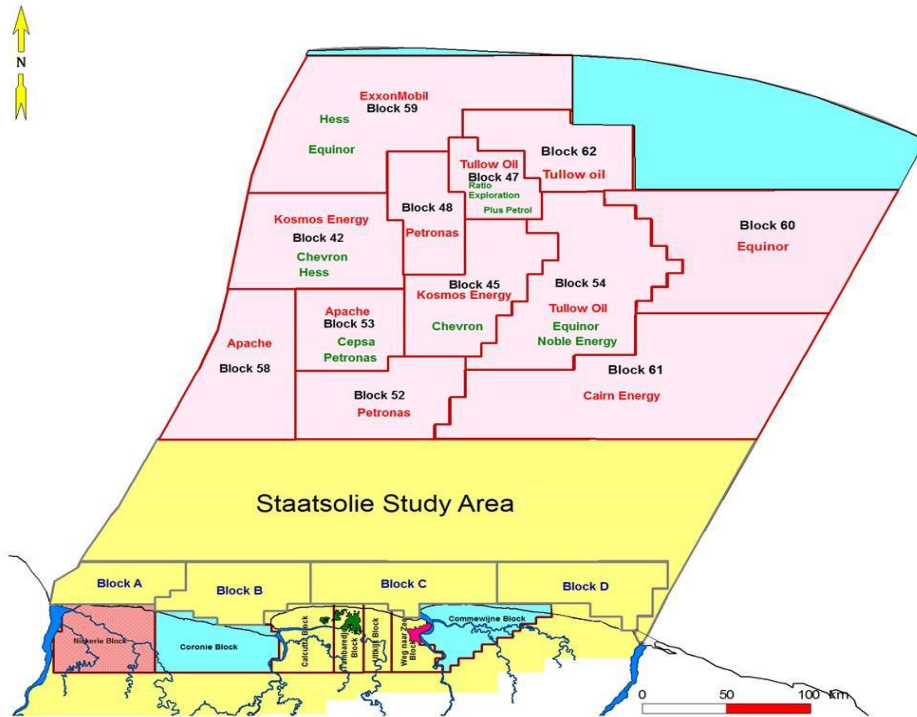 N
ExxonMobil
Block 59
Hess
Equinor
Block 62
Tullow oil
Tullow Oil
Block 47
Ratio
Exploration
Plus Petrol
Block 48
Petronas
Kosmos Energy
Block 42
Chevron
Hess
Block 60
Equinor
Block 45
Kosmos Energy
Chevron
Block 54
Tullow Oil
Equinor
Noble Energy
Apache
Block 53
Cepsa
Petronas
Apache
Block 58
Block 61
Cairn Energy
Block 52
Petronas
Staatsolie Study Area
Block A
Block B
Block C
Block D
Nickerie Block
Coronie Block
Calcutta Block
Block
Block
Weg naar Zee
Block
Commewijne Block
0 50 100 km